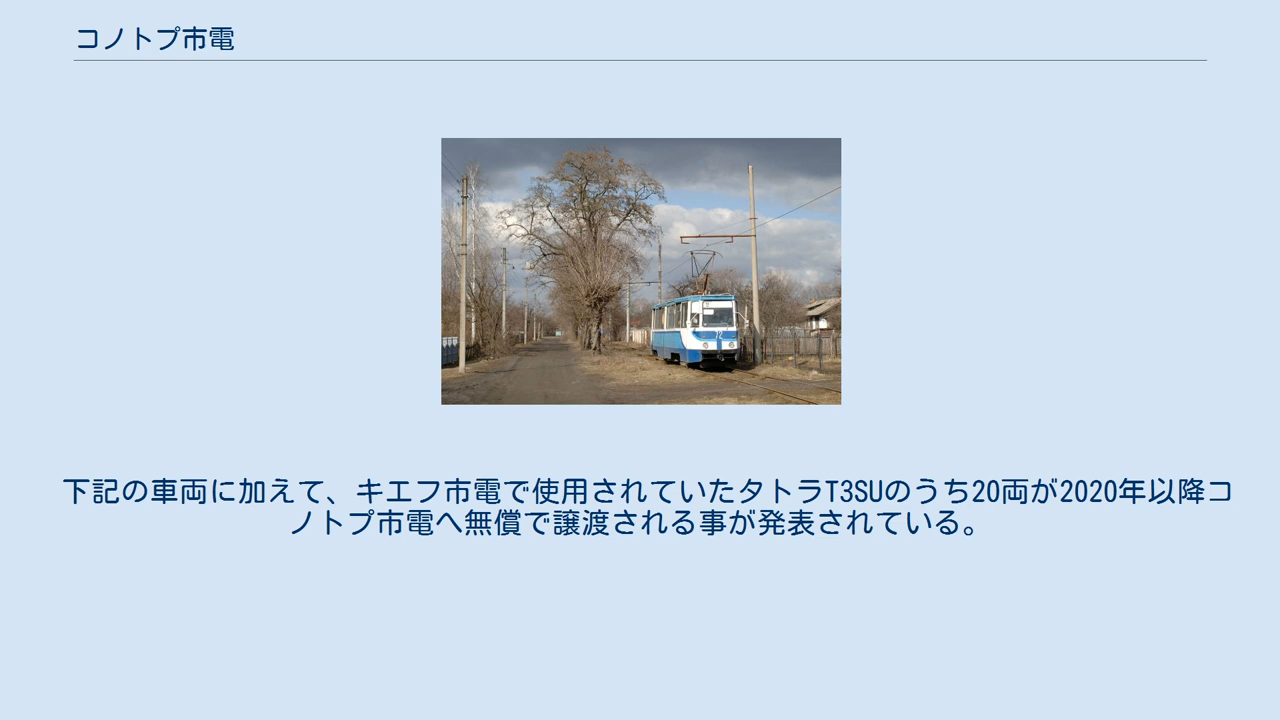 コノトプ市電
72
下記の車両に加えて、キエフ市電で使用されていたタトラT3SUのうち20両が2020年以降コ
ノトプ市電へ無償で譲渡される事が発表されている。